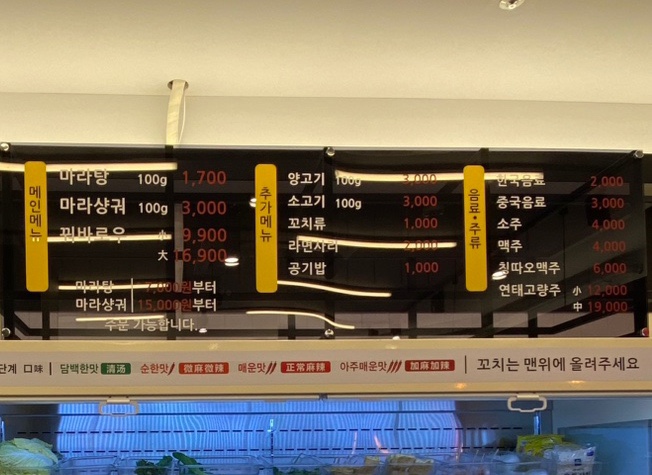 메인메뉴
마라탕 100g 1,700
마라샹궈 100g 3,000
꿔바로우 小 9,900
大 16,900
마라탕 7,000원부터
마라샹궈 15,000원부터
주문 가능합니다.
추가메뉴
양고기 100g 3,000
소고기 100g 3,000
꼬치류 1,000
라면사리 2,000
공기밥 1,000
음료·주류
한국음료 2,000
중국음료 3,000
소주 4,000
맥주 4,000
칭따오맥주 6,000
연태고량주 小 12,000
中 19,000
단계 口味 | 담백한맛 清汤 순한맛 微麻微辣 매운맛 正常麻辣 아주매운맛 加麻加辣 | 꼬치는 맨위에 올려주세요